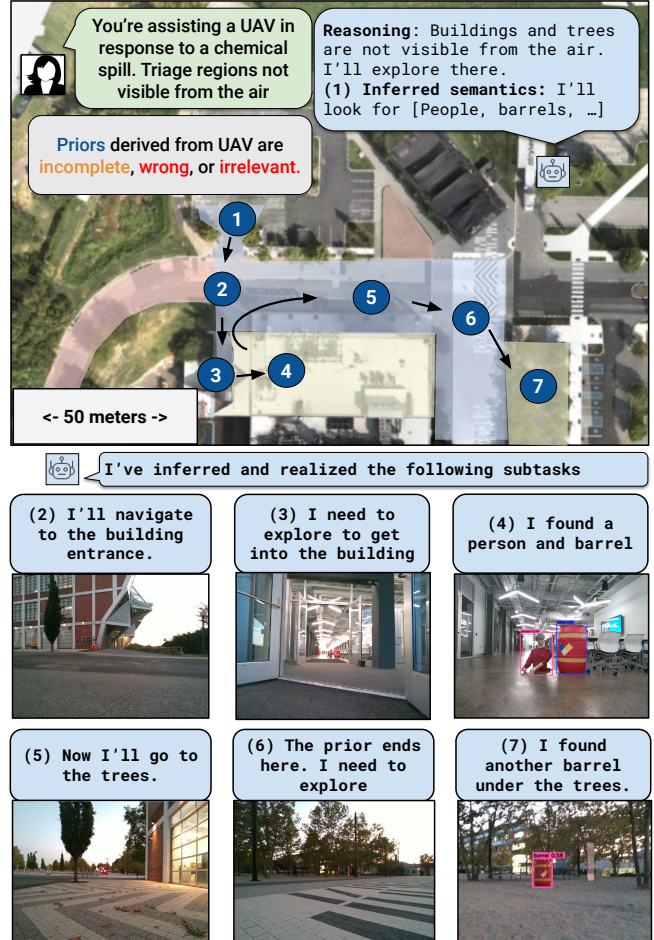 You're assisting a UAV in
response to a chemical
spill. Triage regions not
visible from the air
Reasoning: Buildings and trees
are not visible from the air.
I'll explore there.
(1) Inferred semantics: I'll
look for [People, barrels, …]
Priors derived from UAV are
incomplete, wrong, or irrelevant.
1
2
5
6
3
4
7
<- 50 meters ->
I've inferred and realized the following subtasks
(2) I'll navigate
to the building
entrance.
(3) I need to
explore to get
into the building
(4) I found a
person and barrel
(5) Now I'll go to
the trees.
(6) The prior ends
here. I need to
explore
(7) I found
another barrel
under the trees.
barrel 0.56